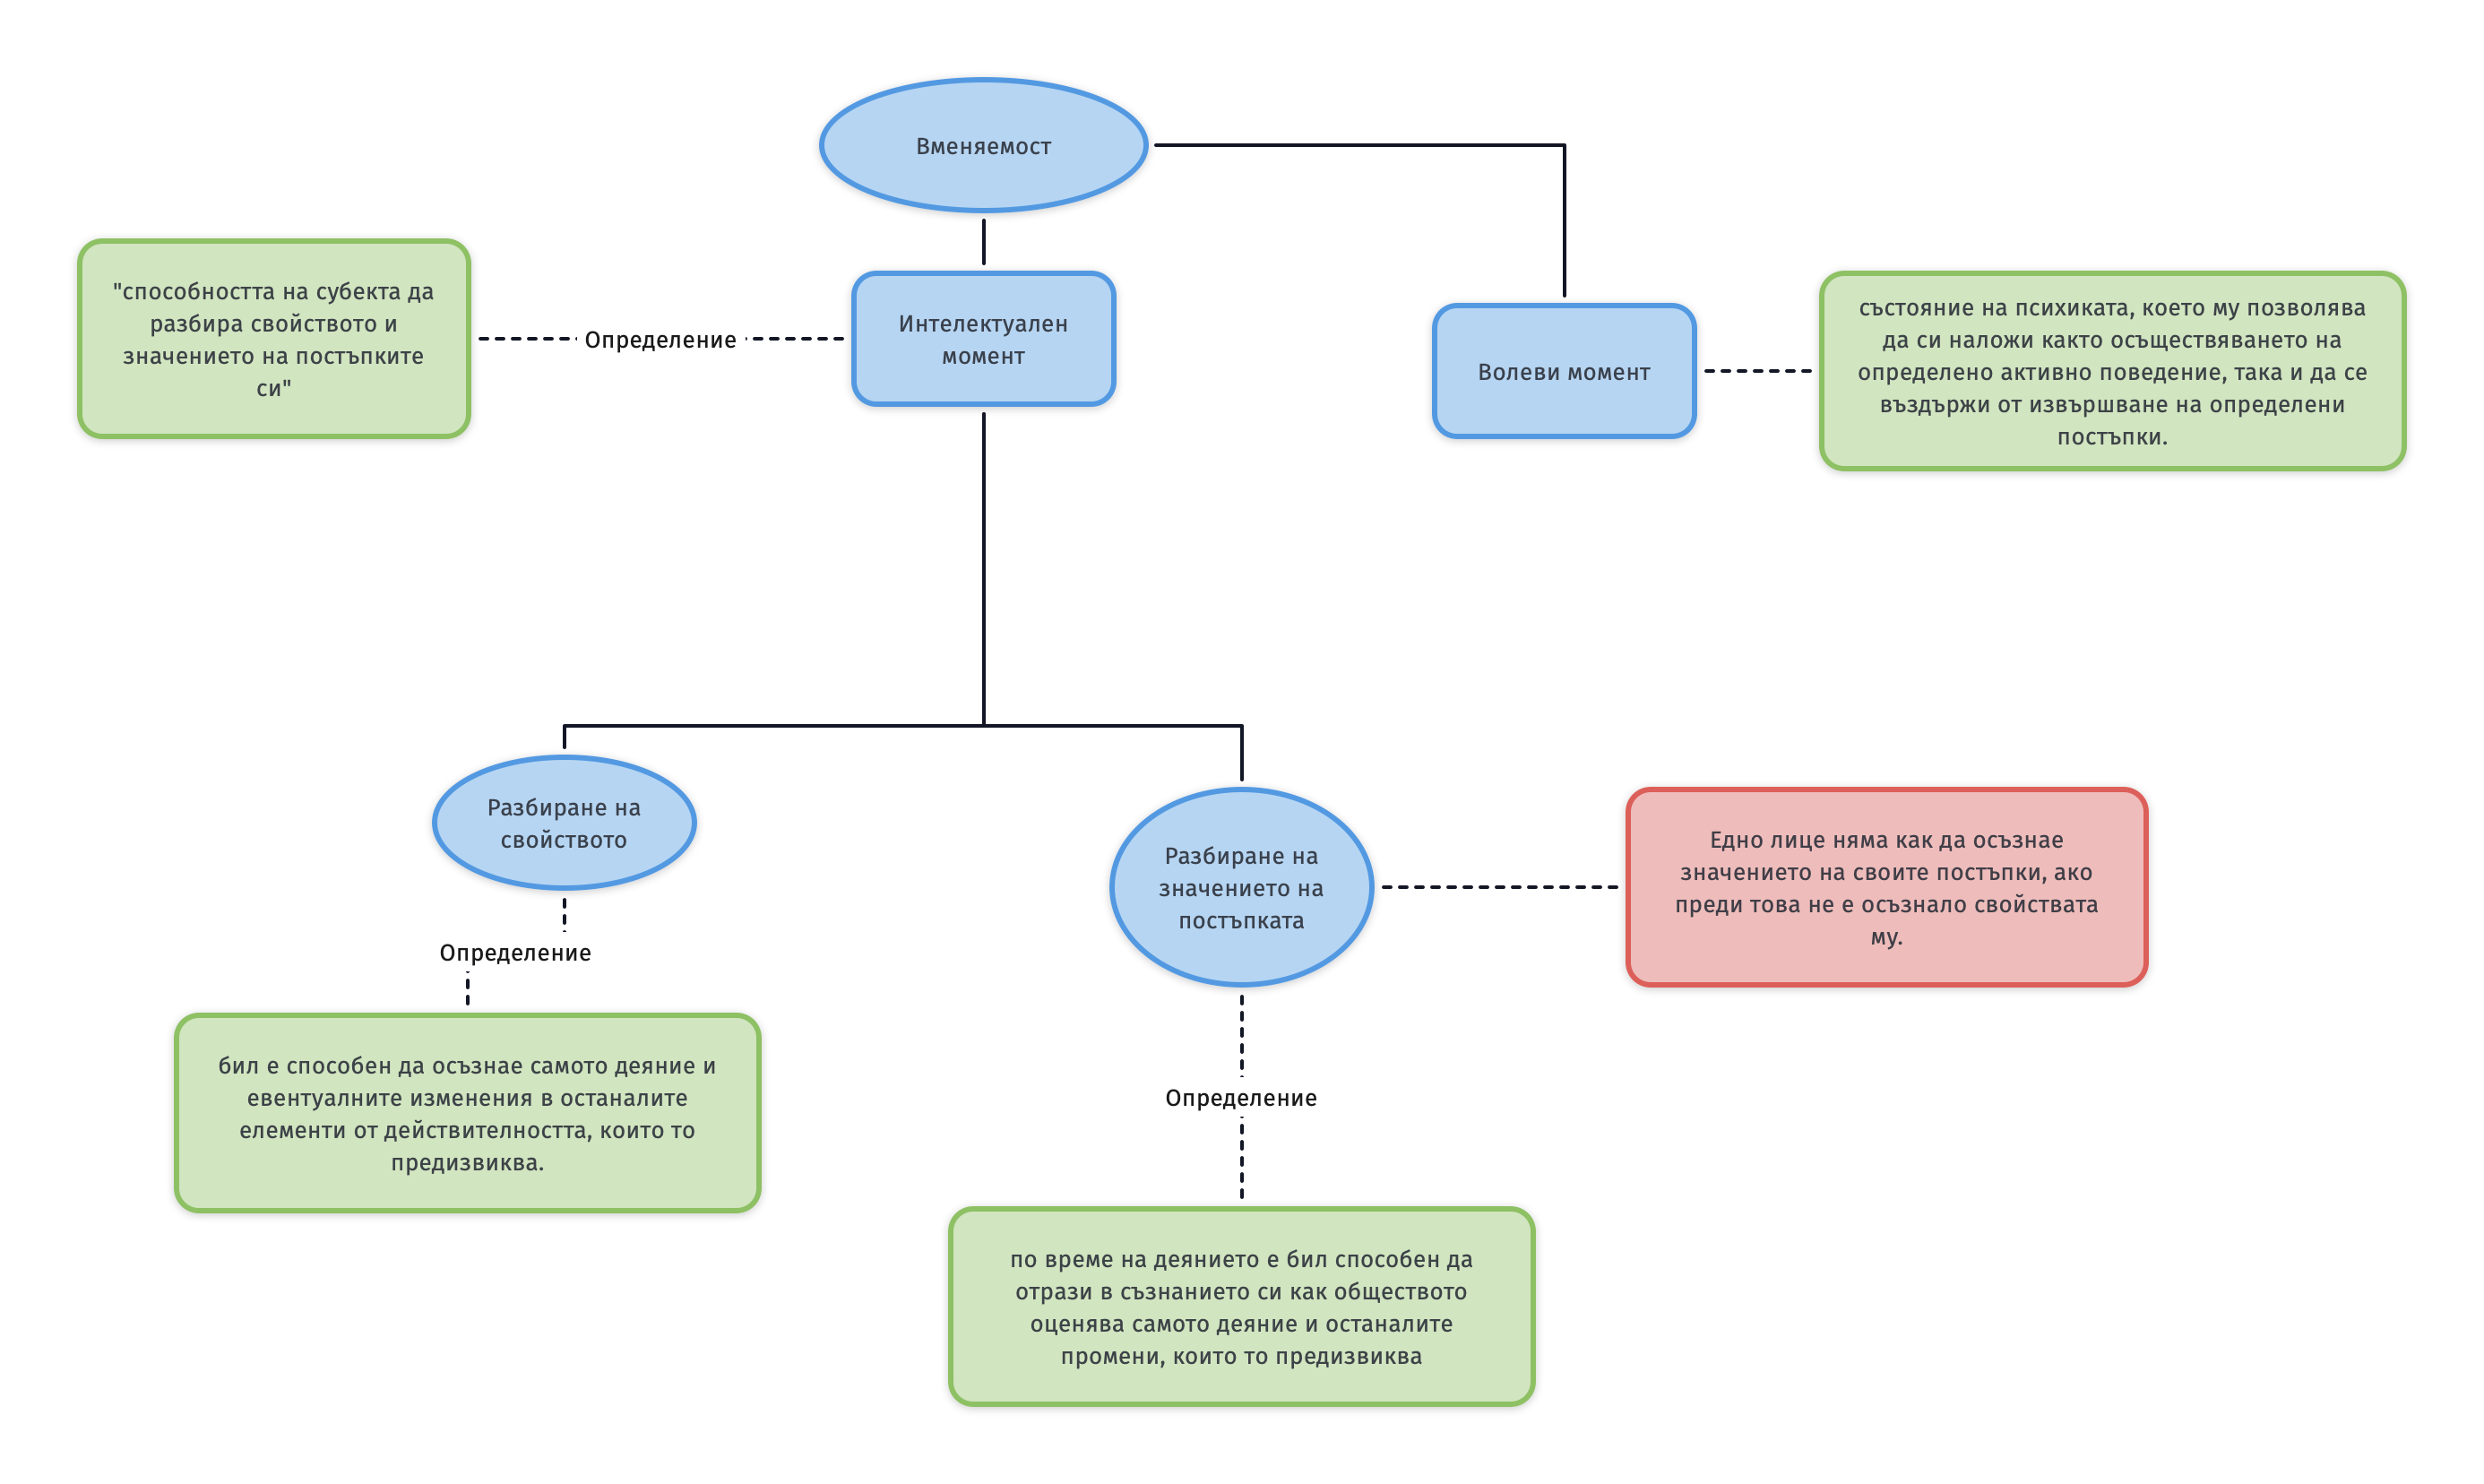 Вменяемост
"способността на субекта да
разбира свойството и
значението на постъпките
си"
Определение
Интелектуален
момент
Волеви момент
състояние на психиката, което му позволява
да си наложи както осъществяването на
определено активно поведение, така и да се
въздържи от извършване на определени
постъпки.
Разбиране на
свойството
Определение
бил е способен да осъзнае самото деяние и
евентуалните изменения в останалите
елементи от действителността, които то
предизвиква.
Разбиране на
значението на
постъпката
Едно лице няма как да осъзнае
значението на своите постъпки, ако
преди това не е осъзнало свойствата
му.
Определение
по време на деянието е бил способен да
отрази в съзнанието си как обществото
оценява самото деяние и останалите
промени, които то предизвиква